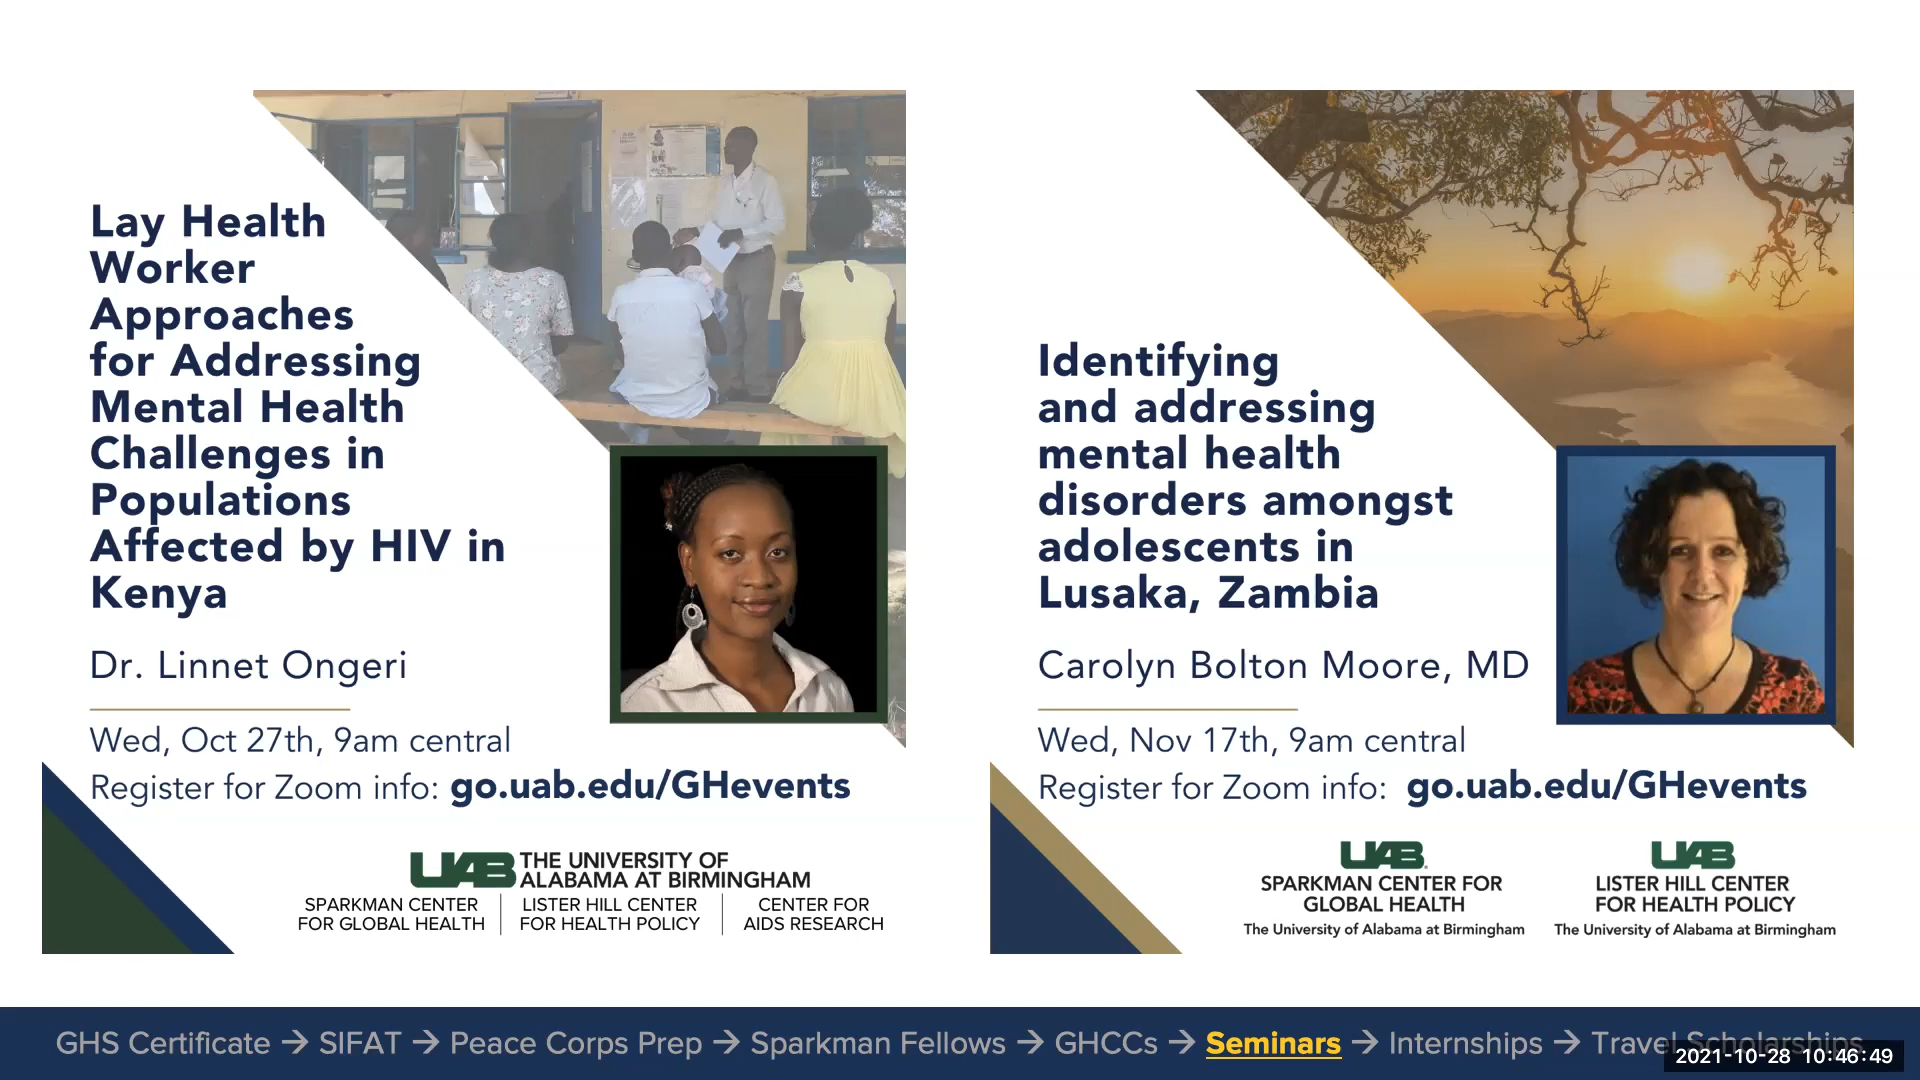 Lay Health
Worker
Approaches
for Addressing
Mental Health
Challenges in
Populations
Affected by HIV in
Kenya
Dr. Linnet Ongeri
Wed, Oct 27th, 9am central
Register for Zoom info: go.uab.edu/GHevents
UAB THE UNIVERSITY OF
ALABAMA AT BIRMINGHAM
SPARKMAN CENTER
FOR GLOBAL HEALTH
LISTER HILL CENTER
FOR HEALTH POLICY
CENTER FOR
AIDS RESEARCH
Identifying
and addressing
mental health
disorders amongst
adolescents in
Lusaka, Zambia
Carolyn Bolton Moore, MD
Wed, Nov 17th, 9am central
Register for Zoom info: go.uab.edu/GHevents
UAB
SPARKMAN CENTER FOR
GLOBAL HEALTH
The University of Alabama at Birmingham
UAB
LISTER HILL CENTER
FOR HEALTH POLICY
The University of Alabama at Birmingham
GHS Certificate → SIFAT → Peace Corps Prep → Sparkman Fellows → GHCCs → Seminars → Internships → Travel Scholarships
2021-10-28 10:46:49